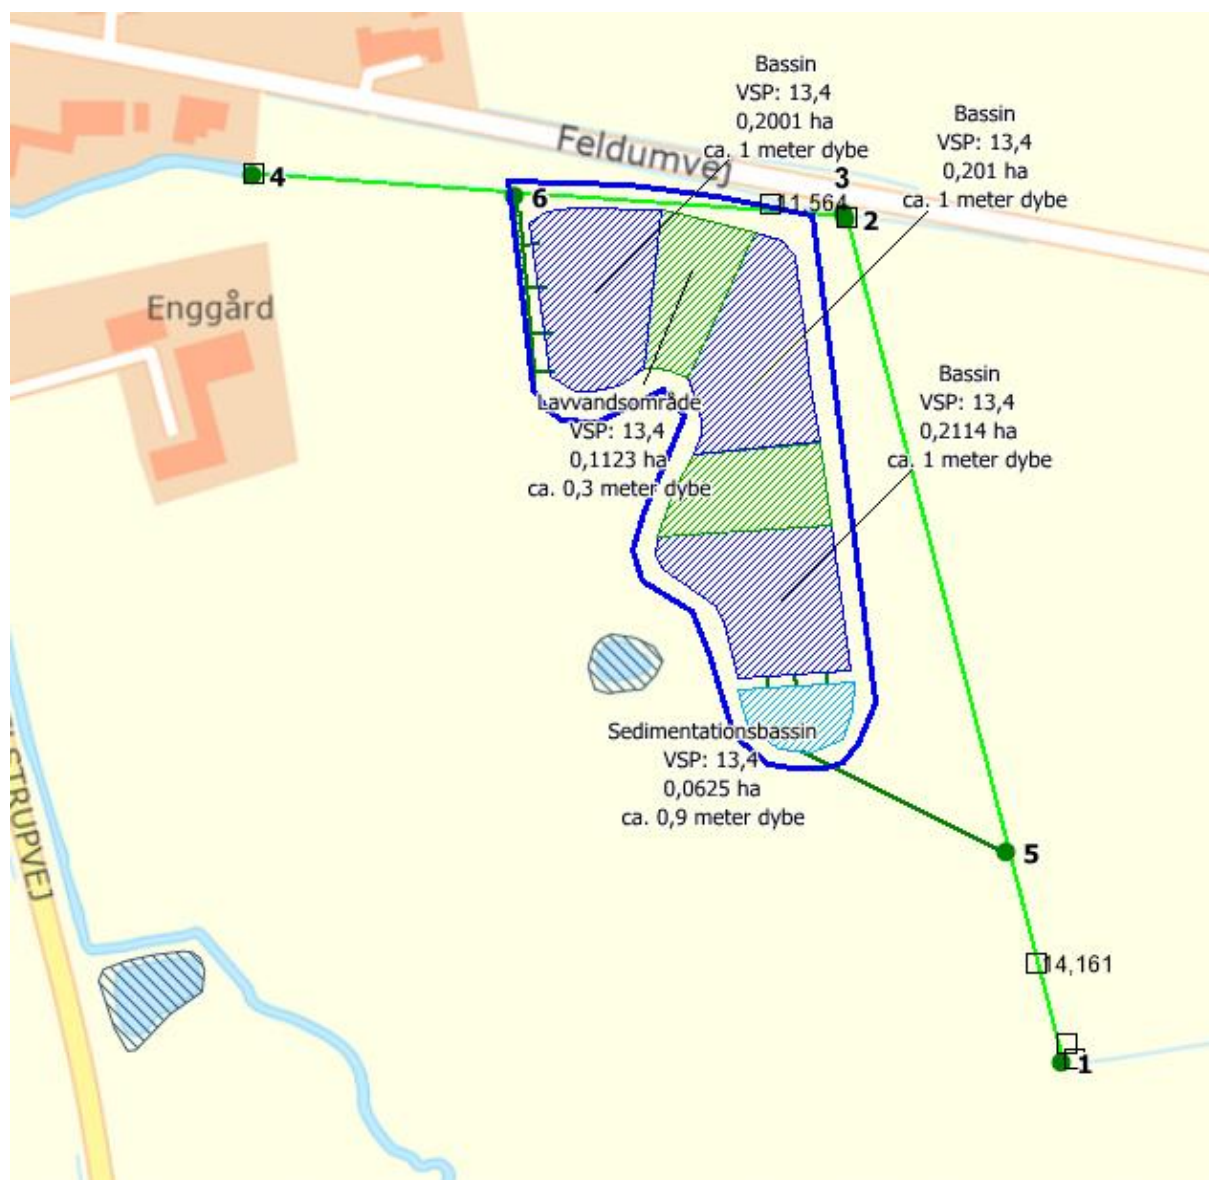 Bassin
VSP: 13,4
0,2001 ha
ca. 1 meter dybe
Bassin
VSP: 13,4
0,201 ha
ca. 1 meter dybe
Feldumvej
4
6
11,564
3
2
Enggård
Bassin
VSP: 13,4
0,2114 ha
ca. 1 meter dybe
Lavvandsområde
VSP: 13,4
0,1123 ha
ca. 0,3 meter dybe
Sedimentationsbassin
VSP: 13,4
0,0625 ha
ca. 0,9 meter dybe
5
14,161
1